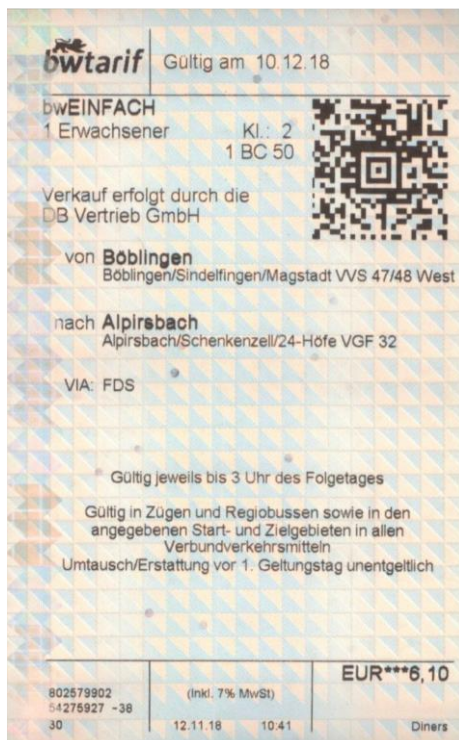 bwtarif
Gültig am 10.12.18
bwEINFACH
1 Erwachsener Kl.: 2
1 BC 50
Verkauf erfolgt durch die
DB Vertrieb GmbH
von Böblingen
Böblingen/Sindelfingen/Magstadt VVS 47/48 West
nach Alpirsbach
Alpirsbach/Schenkenzell/24-Höfe VGF 32
VIA: FDS
Gültig jeweils bis 3 Uhr des Folgetages
Gültig in Zügen und Regiobussen sowie in den
angegebenen Start- und Zielgebieten in allen
Verbundverkehrsmitteln
Umtausch/Erstattung vor 1. Geltungstag unentgeltlich
EUR***6,10
802579902 (Inkl. 7% MwSt)
54275927 -38
30 12.11.18 10:41 Diners